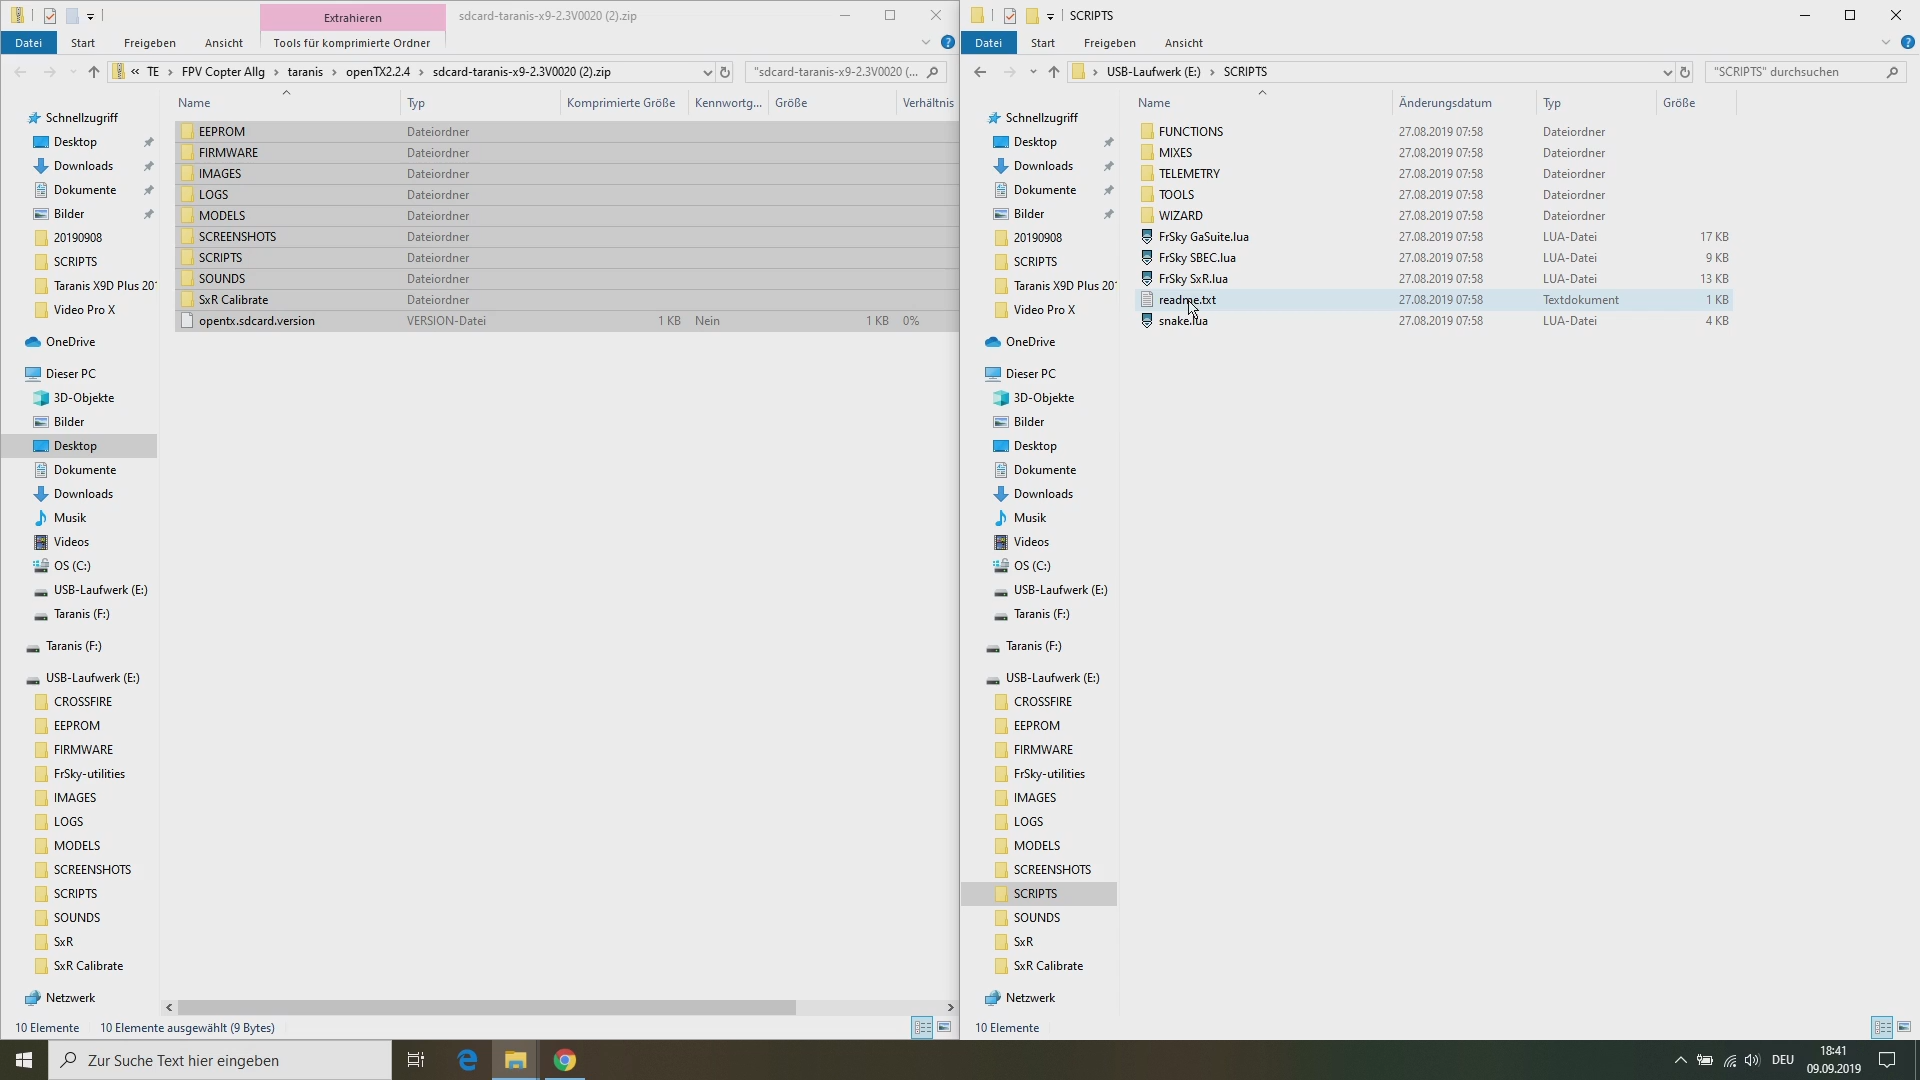 Extrahieren
sdcard-taranis-x9-2.3V0020 (2).zip
Datei
Start
Freigeben
Ansicht
Tools für komprimierte Ordner
« TE > FPV Copter Allg > taranis > openTX2.2.4 > sdcard-taranis-x9-2.3V0020 (2).zip
"sdcard-taranis-x9-2.3V0020 (...
Name Typ Komprimierte Größe Kennwortg... Größe Verhältnis
EEPROM Dateiordner
FIRMWARE Dateiordner
IMAGES Dateiordner
LOGS Dateiordner
MODELS Dateiordner
SCREENSHOTS Dateiordner
SCRIPTS Dateiordner
SOUNDS Dateiordner
SxR Calibrate Dateiordner
opentx.sdcard.version VERSION-Datei 1 KB Nein 1 KB 0%
Schnellzugriff
Desktop
Downloads
Dokumente
Bilder
20190908
SCRIPTS
Taranis X9D Plus 20
Video Pro X
OneDrive
Dieser PC
3D-Objekte
Bilder
Desktop
Dokumente
Downloads
Musik
Videos
OS (C:)
USB-Laufwerk (E:)
Taranis (F:)
Taranis (F:)
USB-Laufwerk (E:)
CROSSFIRE
EEPROM
FIRMWARE
FrSky-utilities
IMAGES
LOGS
MODELS
SCREENSHOTS
SCRIPTS
SOUNDS
SxR
SxR Calibrate
Netzwerk
10 Elemente 10 Elemente ausgewählt (9 Bytes)
SCRIPTS
Datei
Start
Freigeben
Ansicht
> USB-Laufwerk (E:) > SCRIPTS
"SCRIPTS" durchsuchen
Name Änderungsdatum Typ Größe
FUNCTIONS 27.08.2019 07:58 Dateiordner
MIXES 27.08.2019 07:58 Dateiordner
TELEMETRY 27.08.2019 07:58 Dateiordner
TOOLS 27.08.2019 07:58 Dateiordner
WIZARD 27.08.2019 07:58 Dateiordner
FrSky GaSuite.lua 27.08.2019 07:58 LUA-Datei 17 KB
FrSky SBEC.lua 27.08.2019 07:58 LUA-Datei 9 KB
FrSky SxR.lua 27.08.2019 07:58 LUA-Datei 13 KB
readme.txt 27.08.2019 07:58 Textdokument 1 KB
snake.lua 27.08.2019 07:58 LUA-Datei 4 KB
Schnellzugriff
Desktop
Downloads
Dokumente
Bilder
20190908
SCRIPTS
Taranis X9D Plus 20
Video Pro X
OneDrive
Dieser PC
3D-Objekte
Bilder
Desktop
Dokumente
Downloads
Musik
Videos
OS (C:)
USB-Laufwerk (E:)
Taranis (F:)
Taranis (F:)
USB-Laufwerk (E:)
CROSSFIRE
EEPROM
FIRMWARE
FrSky-utilities
IMAGES
LOGS
MODELS
SCREENSHOTS
SCRIPTS
SOUNDS
SxR
SxR Calibrate
Netzwerk
10 Elemente
Zur Suche Text hier eingeben
DEU
18:41
09.09.2019